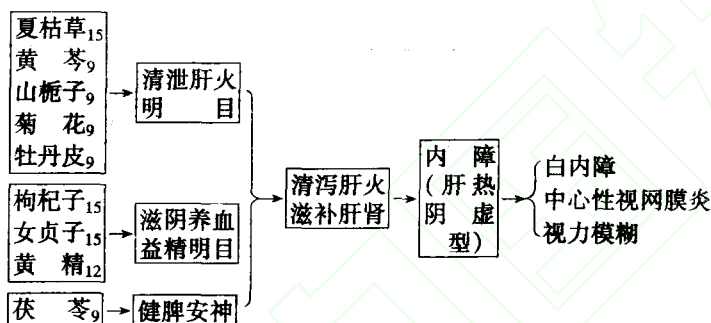 夏枯草15
黄芩9
山栀子9
菊花9
牡丹皮9
清泄肝火
明目
枸杞子15
女贞子15
黄精12
滋阴养血
益精明目
茯苓9
健脾安神
清泻肝火
滋补肝肾
内障
(肝热
阴虚
型)
白内障
中心性视网膜炎
视力模糊